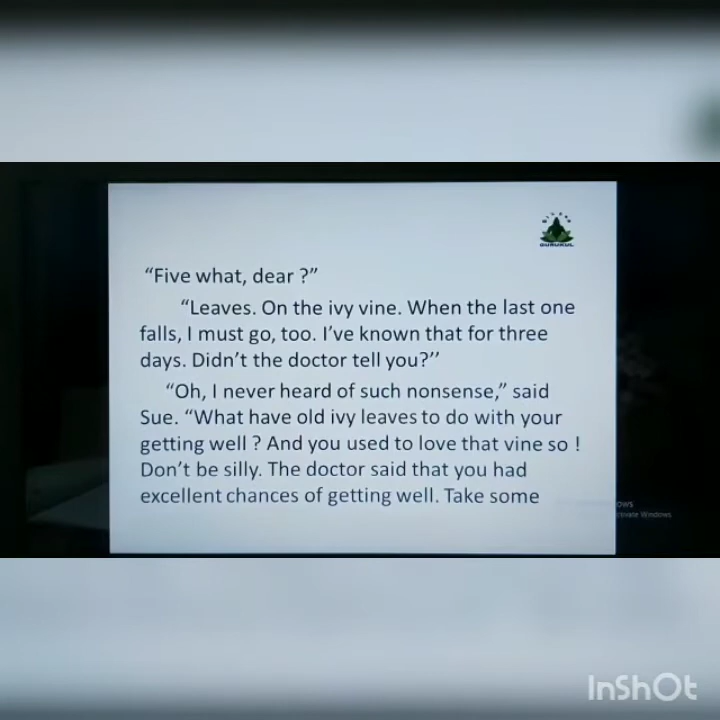 GURUKUL
“Five what, dear ?”
“Leaves. On the ivy vine. When the last one
falls, I must go, too. I’ve known that for three
days. Didn’t the doctor tell you?’’
“Oh, I never heard of such nonsense,” said
Sue. “What have old ivy leaves to do with your
getting well ? And you used to love that vine so !
Don’t be silly. The doctor said that you had
excellent chances of getting well. Take some
ctivate Windows
InShOt